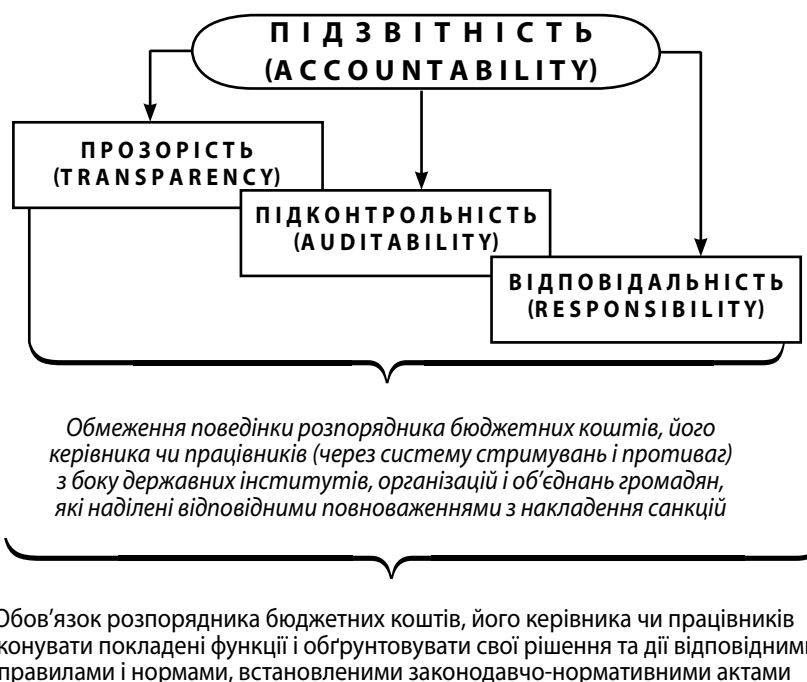 ПІДЗВІТНІСТЬ
(ACCOUNTABILITY)
ПРОЗОРІСТЬ
(TRANSPARENCY)
ПІДКОНТРОЛЬНІСТЬ
(AUDITABILITY)
ВІДПОВІДАЛЬНІСТЬ
(RESPONSIBILITY)
Обмеження поведінки розпорядника бюджетних коштів, його
керівника чи працівників (через систему стримувань і противаг)
з боку державних інститутів, організацій і об’єднань громадян,
які наділені відповідними повноваженнями з накладення санкцій
Обов’язок розпорядника бюджетних коштів, його керівника чи працівників
конувати покладені функції і обґрунтовувати свої рішення та дії відповідними
правилами і нормами, встановленими законодавчо-нормативними актами